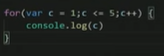 for(var c = 1;c <= 5;c++) {
    console.log(c)
}